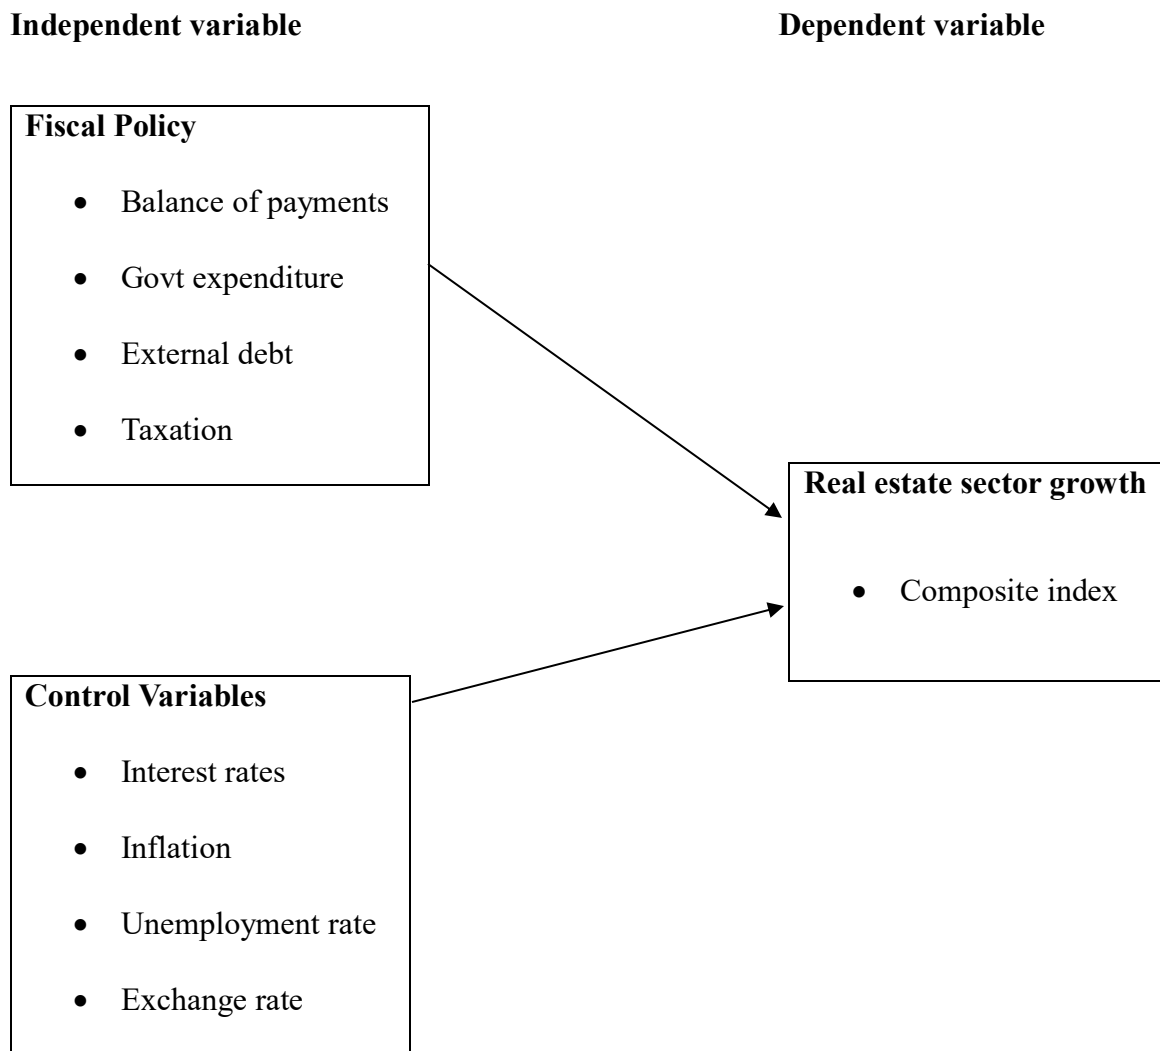 Independent variable
Dependent variable
Fiscal Policy
• Balance of payments
• Govt expenditure
• External debt
• Taxation
Real estate sector growth
• Composite index
Control Variables
• Interest rates
• Inflation
• Unemployment rate
• Exchange rate